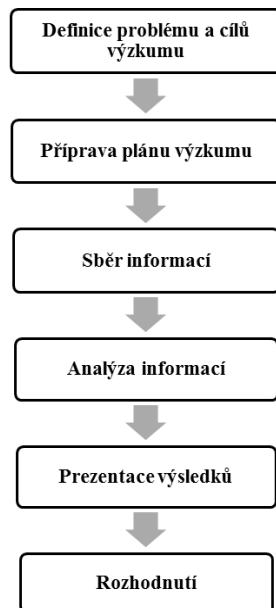 Definice problému a cílů
výzkumu
Příprava plánu výzkumu
Sběr informací
Analýza informací
Prezentace výsledků
Rozhodnutí